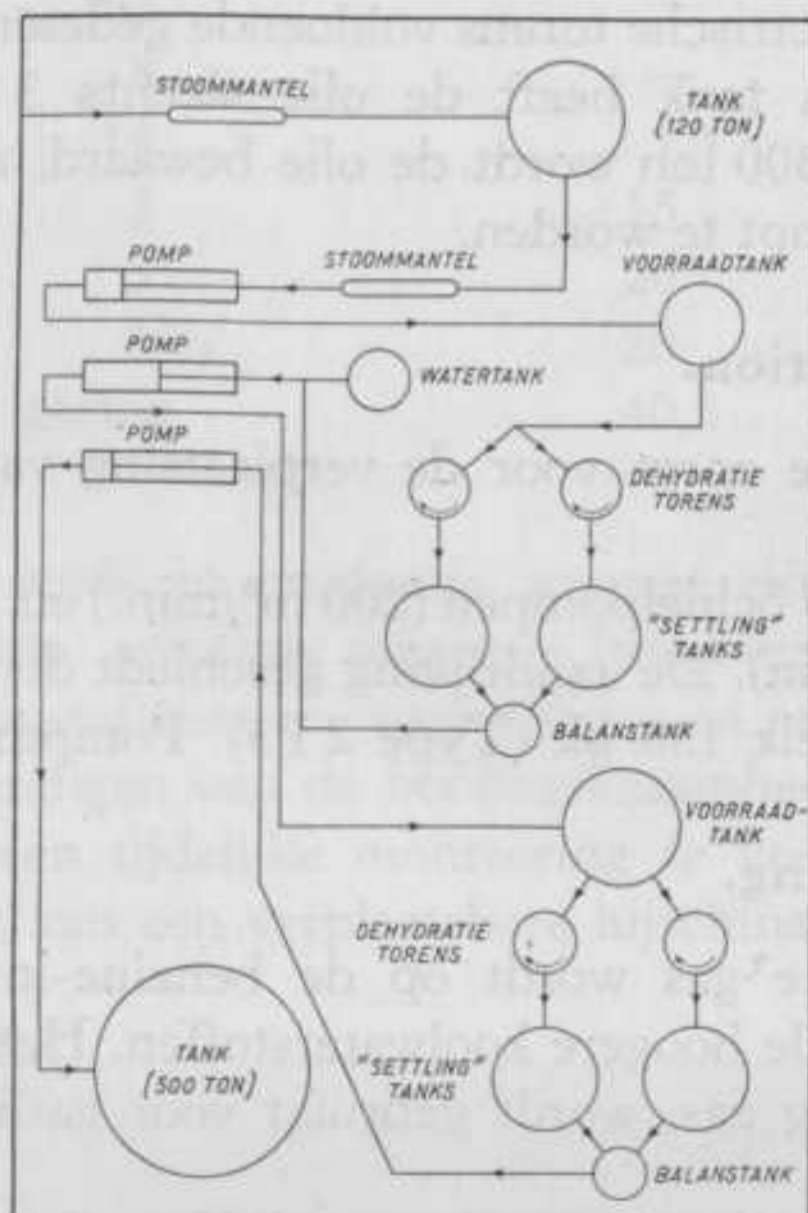 STOOMMANTEL
TANK
(120 TON)
POMP
STOOMMANTEL
VOORRAADTANK
POMP
WATERTANK
POMP
DEHYDRATIE
TORENS
"SETTLING"
TANKS
BALANSTANK
VOORRAAD-
TANK
DEHYDRATIE
TORENS
TANK
(500 TON)
"SETTLING"
TANKS
BALANSTANK